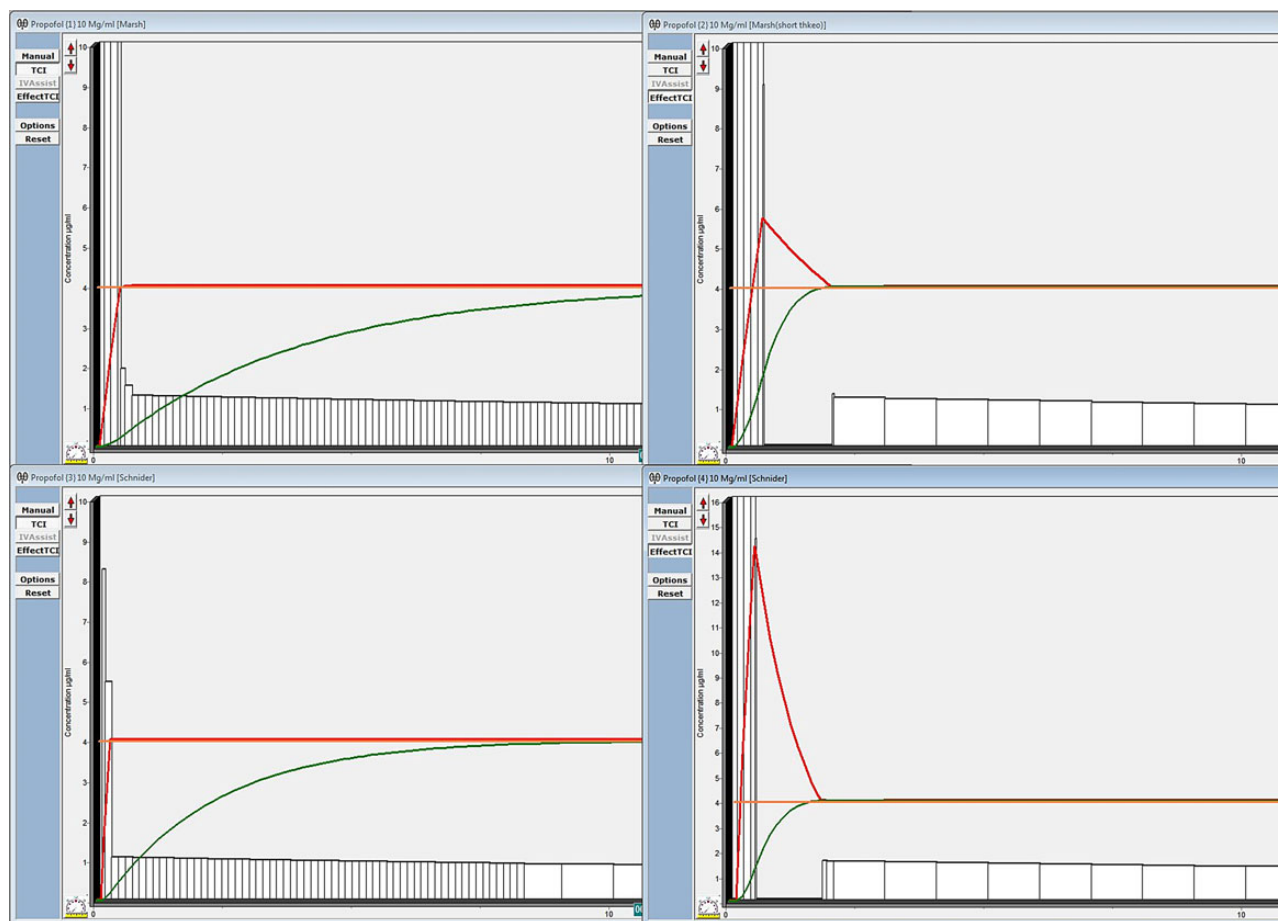 Propofol (1) 10 Mg/ml [Marsh]
Manual
TCI
IVAssist
EffectTCI
Options
Reset
Concentration µg/ml
10
9
8
7
6
5
4
3
2
1
0
10
Propofol (2) 10 Mg/ml [Marsh(short thkeo)]
Manual
TCI
IVAssist
EffectTCI
Options
Reset
Concentration µg/ml
10
9
8
7
6
5
4
3
2
1
0
10
Propofol (3) 10 Mg/ml [Schnider]
Manual
TCI
IVAssist
EffectTCI
Options
Reset
Concentration µg/ml
10
9
8
7
6
5
4
3
2
1
0
10
Propofol (4) 10 Mg/ml [Schnider]
Manual
TCI
IVAssist
EffectTCI
Options
Reset
Concentration µg/ml
16
15
14
13
12
11
10
9
8
7
6
5
4
3
2
1
0
10